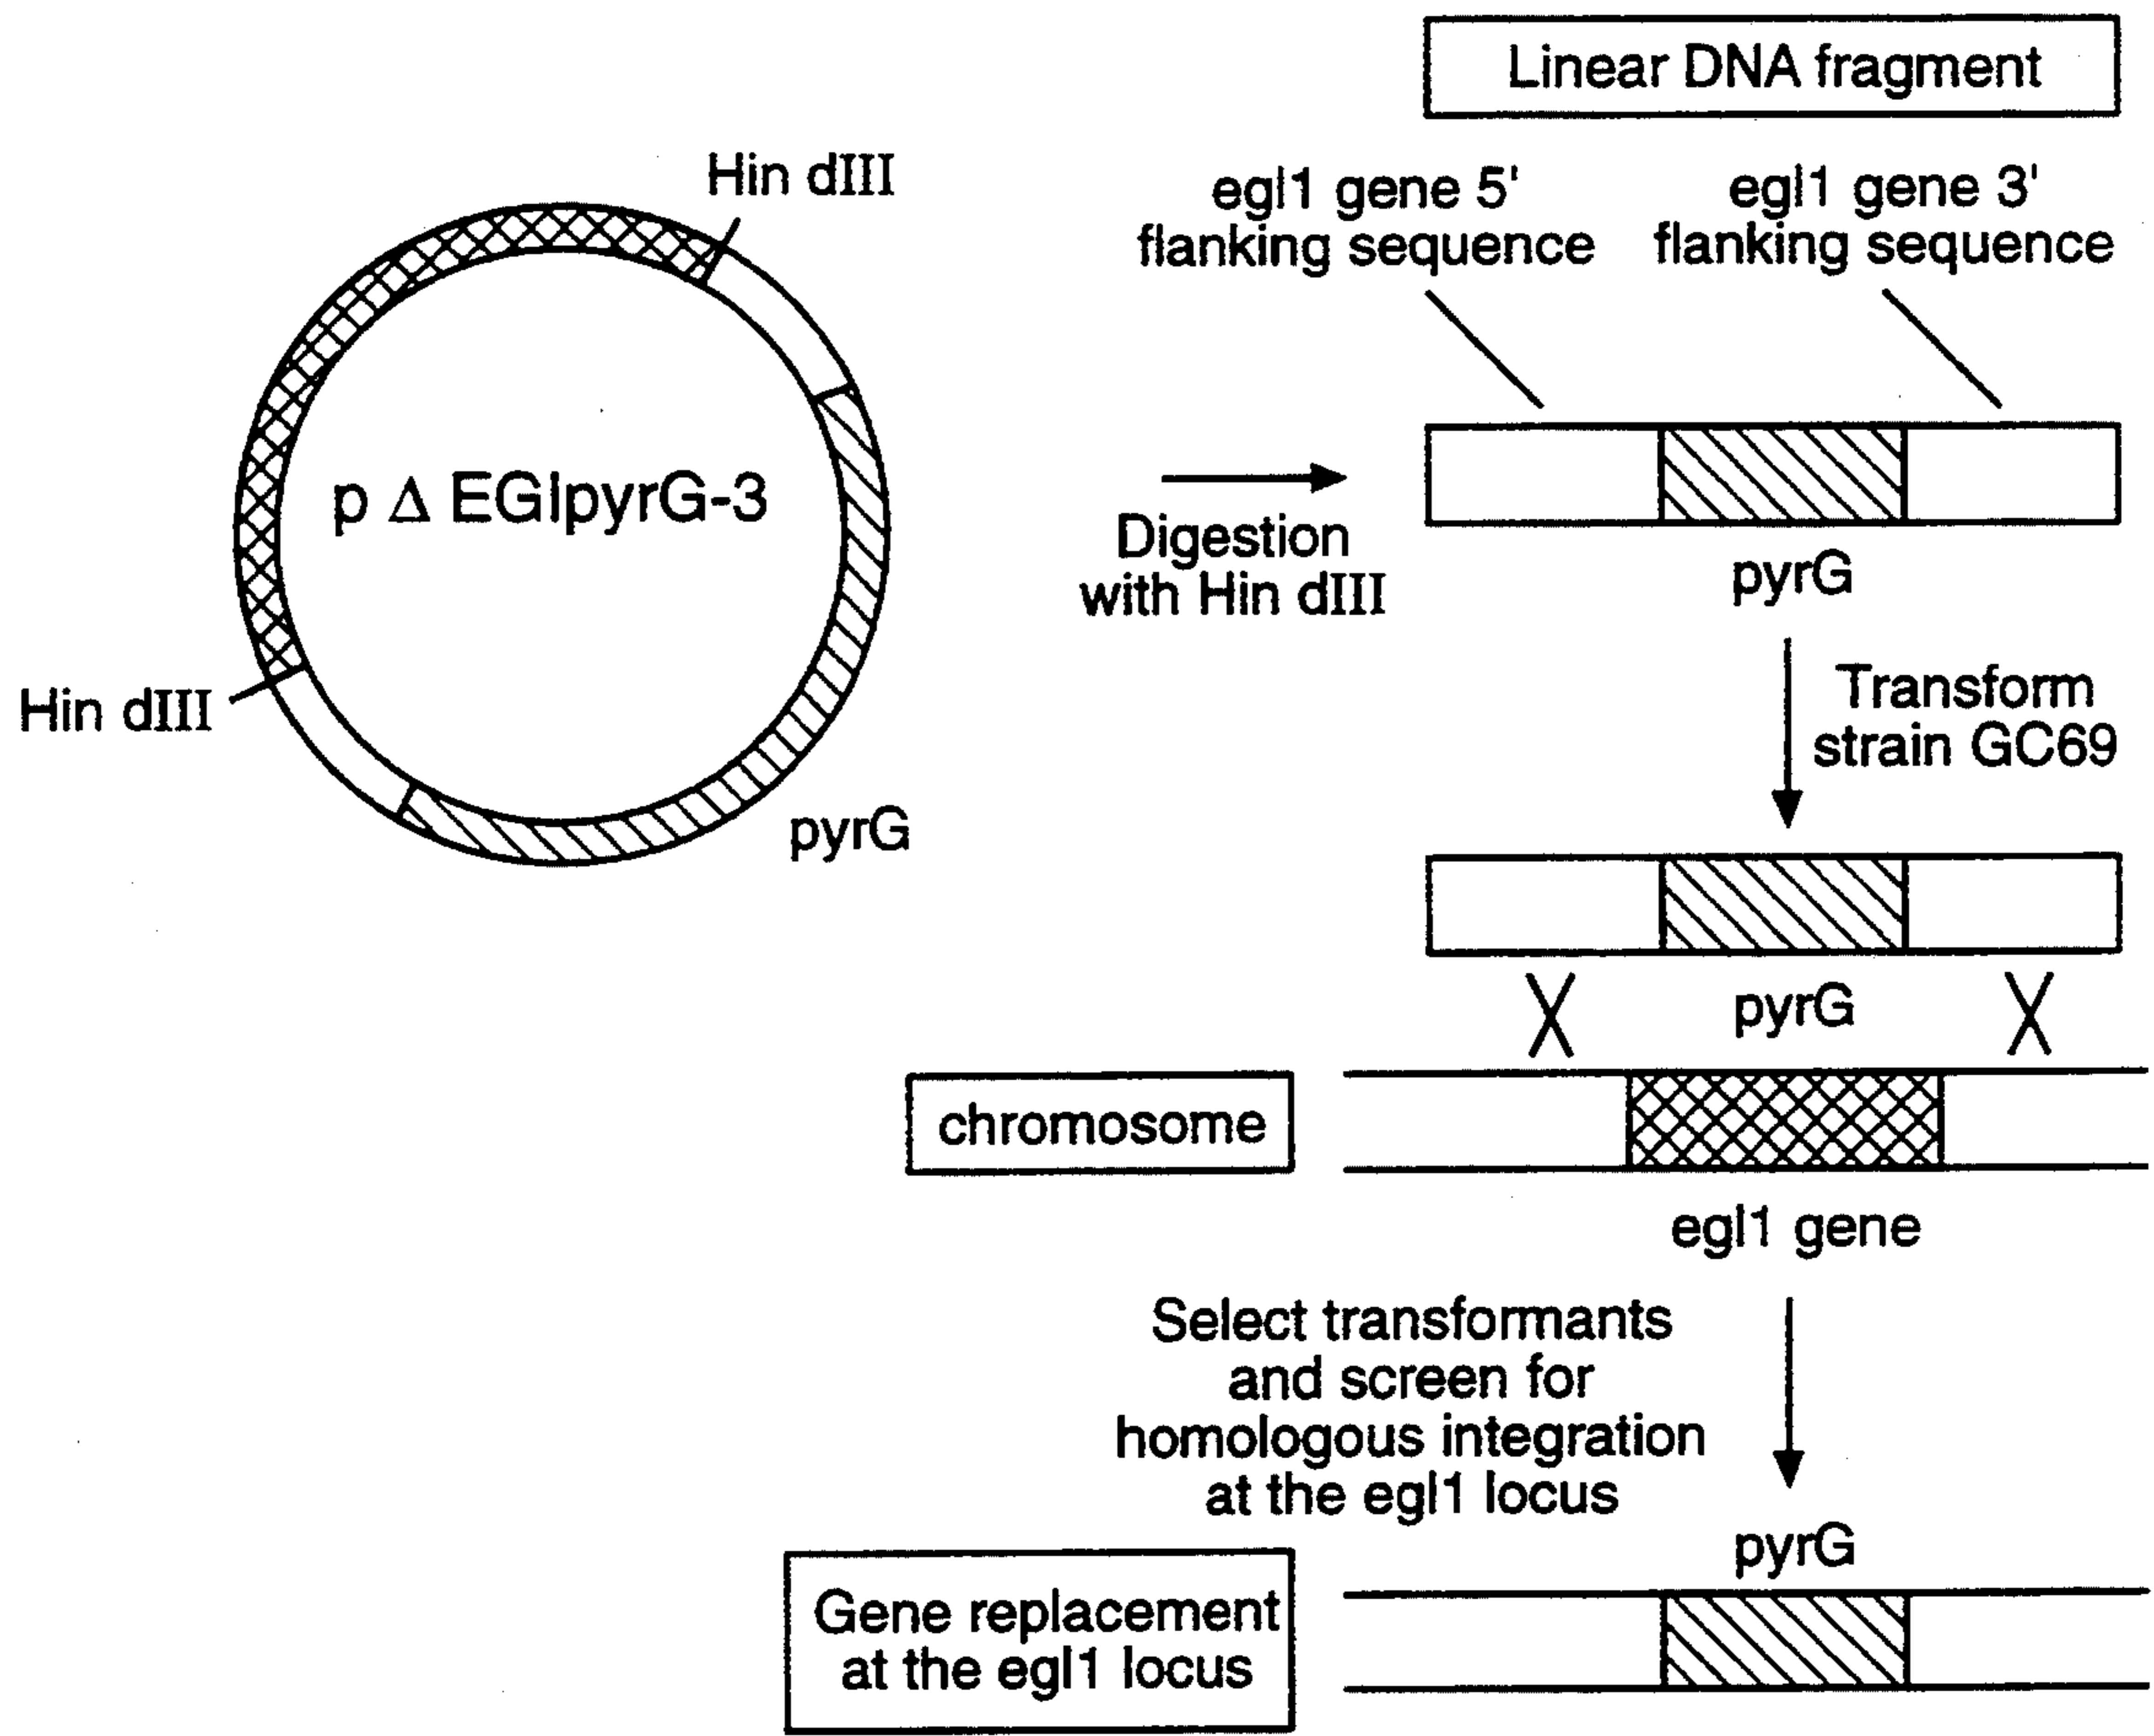 Linear DNA fragment
Hin dIII
egl1 gene 5'
flanking sequence
egl1 gene 3'
flanking sequence
p Δ EGlpyrG-3
Digestion
with Hin dIII
pyrG
Hin dIII
pyrG
Transform
strain GC69
pyrG
chromosome
egl1 gene
Select transformants
and screen for
homologous integration
at the egl1 locus
pyrG
Gene replacement
at the egl1 locus